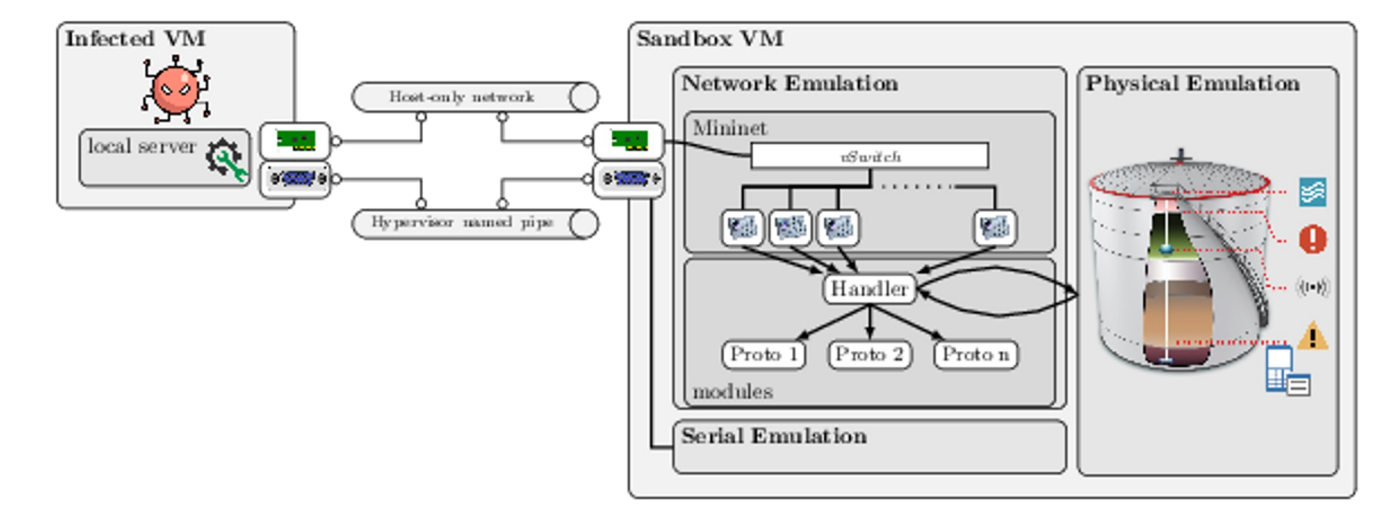 Infected VM
local server
Host-only network
Hypervisor named pipe
Sandbox VM
Network Emulation
Mininet
vSwitch
Handler
Proto 1
Proto 2
Proto n
modules
Serial Emulation
Physical Emulation